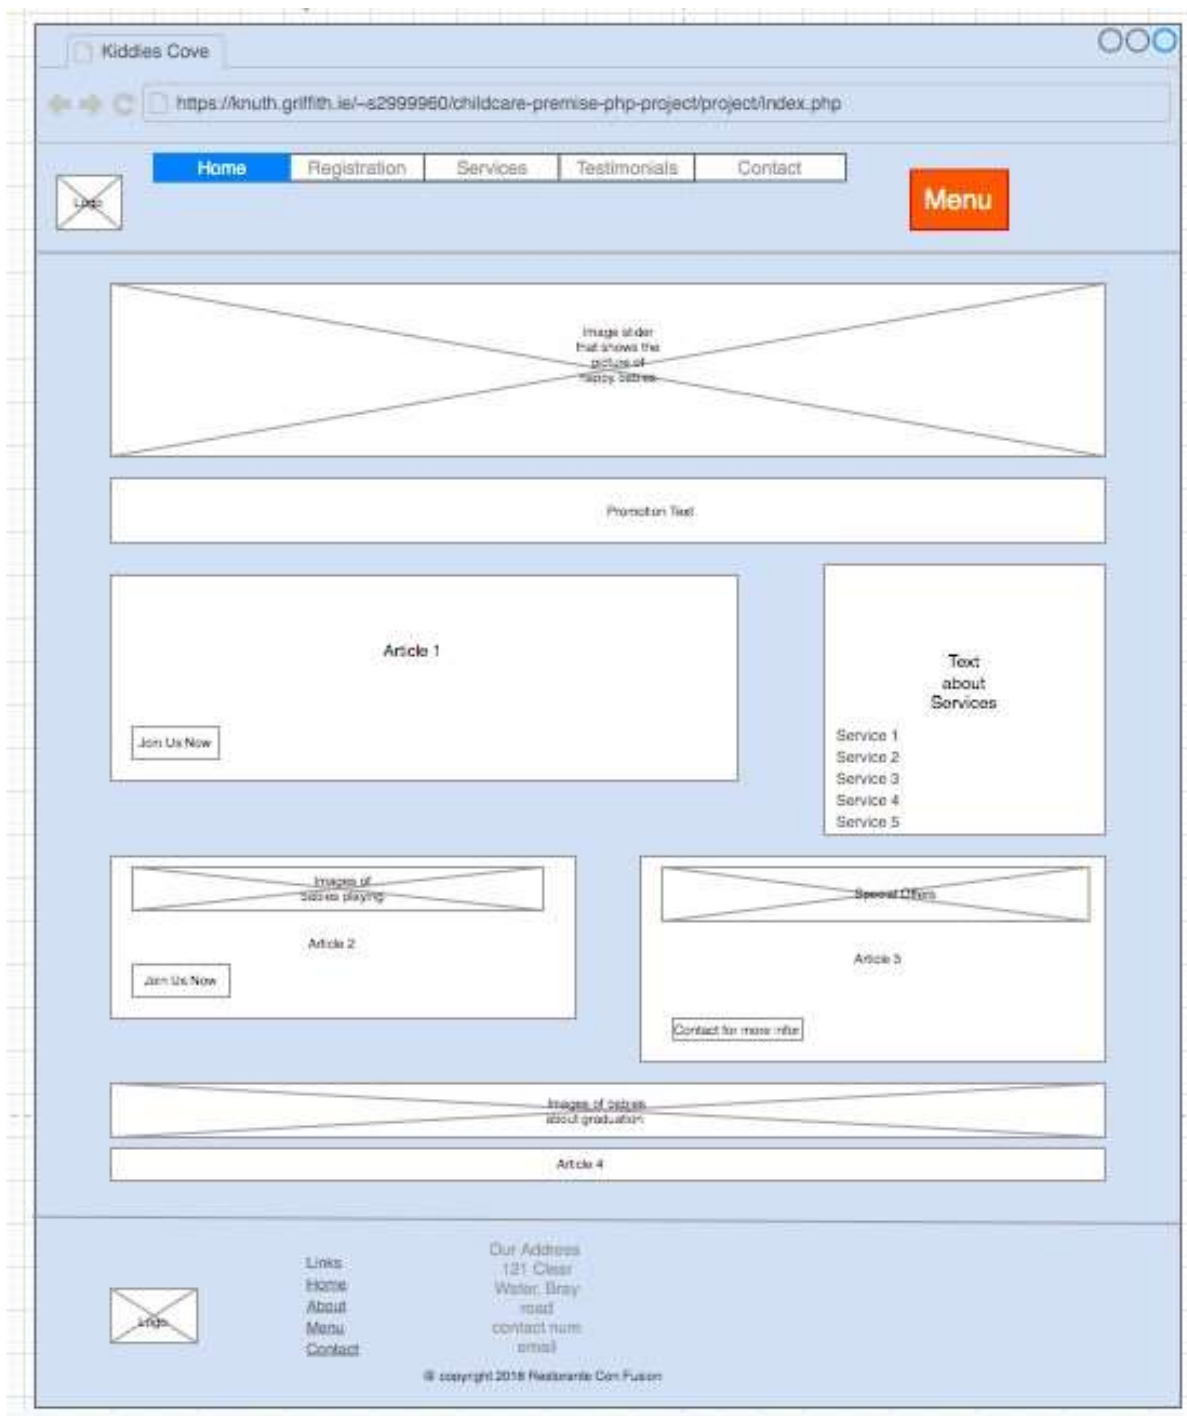 Kiddies Cove
https://knuth.griffith.ie/~s2999960/childcare-premise-php-project/project/index.php
Home Registration Services Testimonials Contact
Logo
Menu
Image slider
that shows the
picture of
happy babies
Promotion Text
Article 1
Join Us Now
Text
about
Services
Service 1
Service 2
Service 3
Service 4
Service 5
Images of
babies playing
Article 2
Join Us Now
Special Offers
Article 3
Contact for more infor
Images of babies
about graduation
Article 4
Logo
Links
Home
About
Menu
Contact
Our Address
121 Clear
Water, Bray
road
contact num
email
@ copyright 2018 Restorante Con Fusion